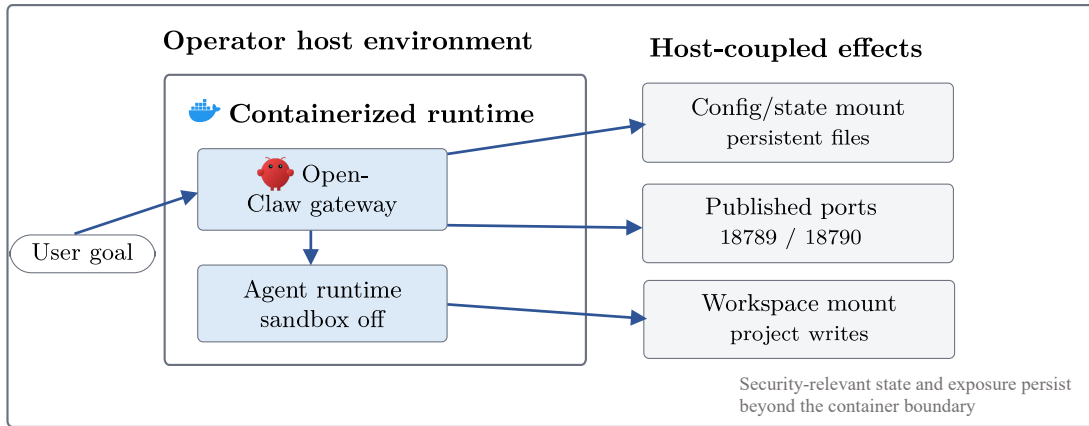 Operator host environment
Host-coupled effects
Containerized runtime
Open-
Claw gateway
User goal
Agent runtime
sandbox off
Config/state mount
persistent files
Published ports
18789 / 18790
Workspace mount
project writes
Security-relevant state and exposure persist
beyond the container boundary